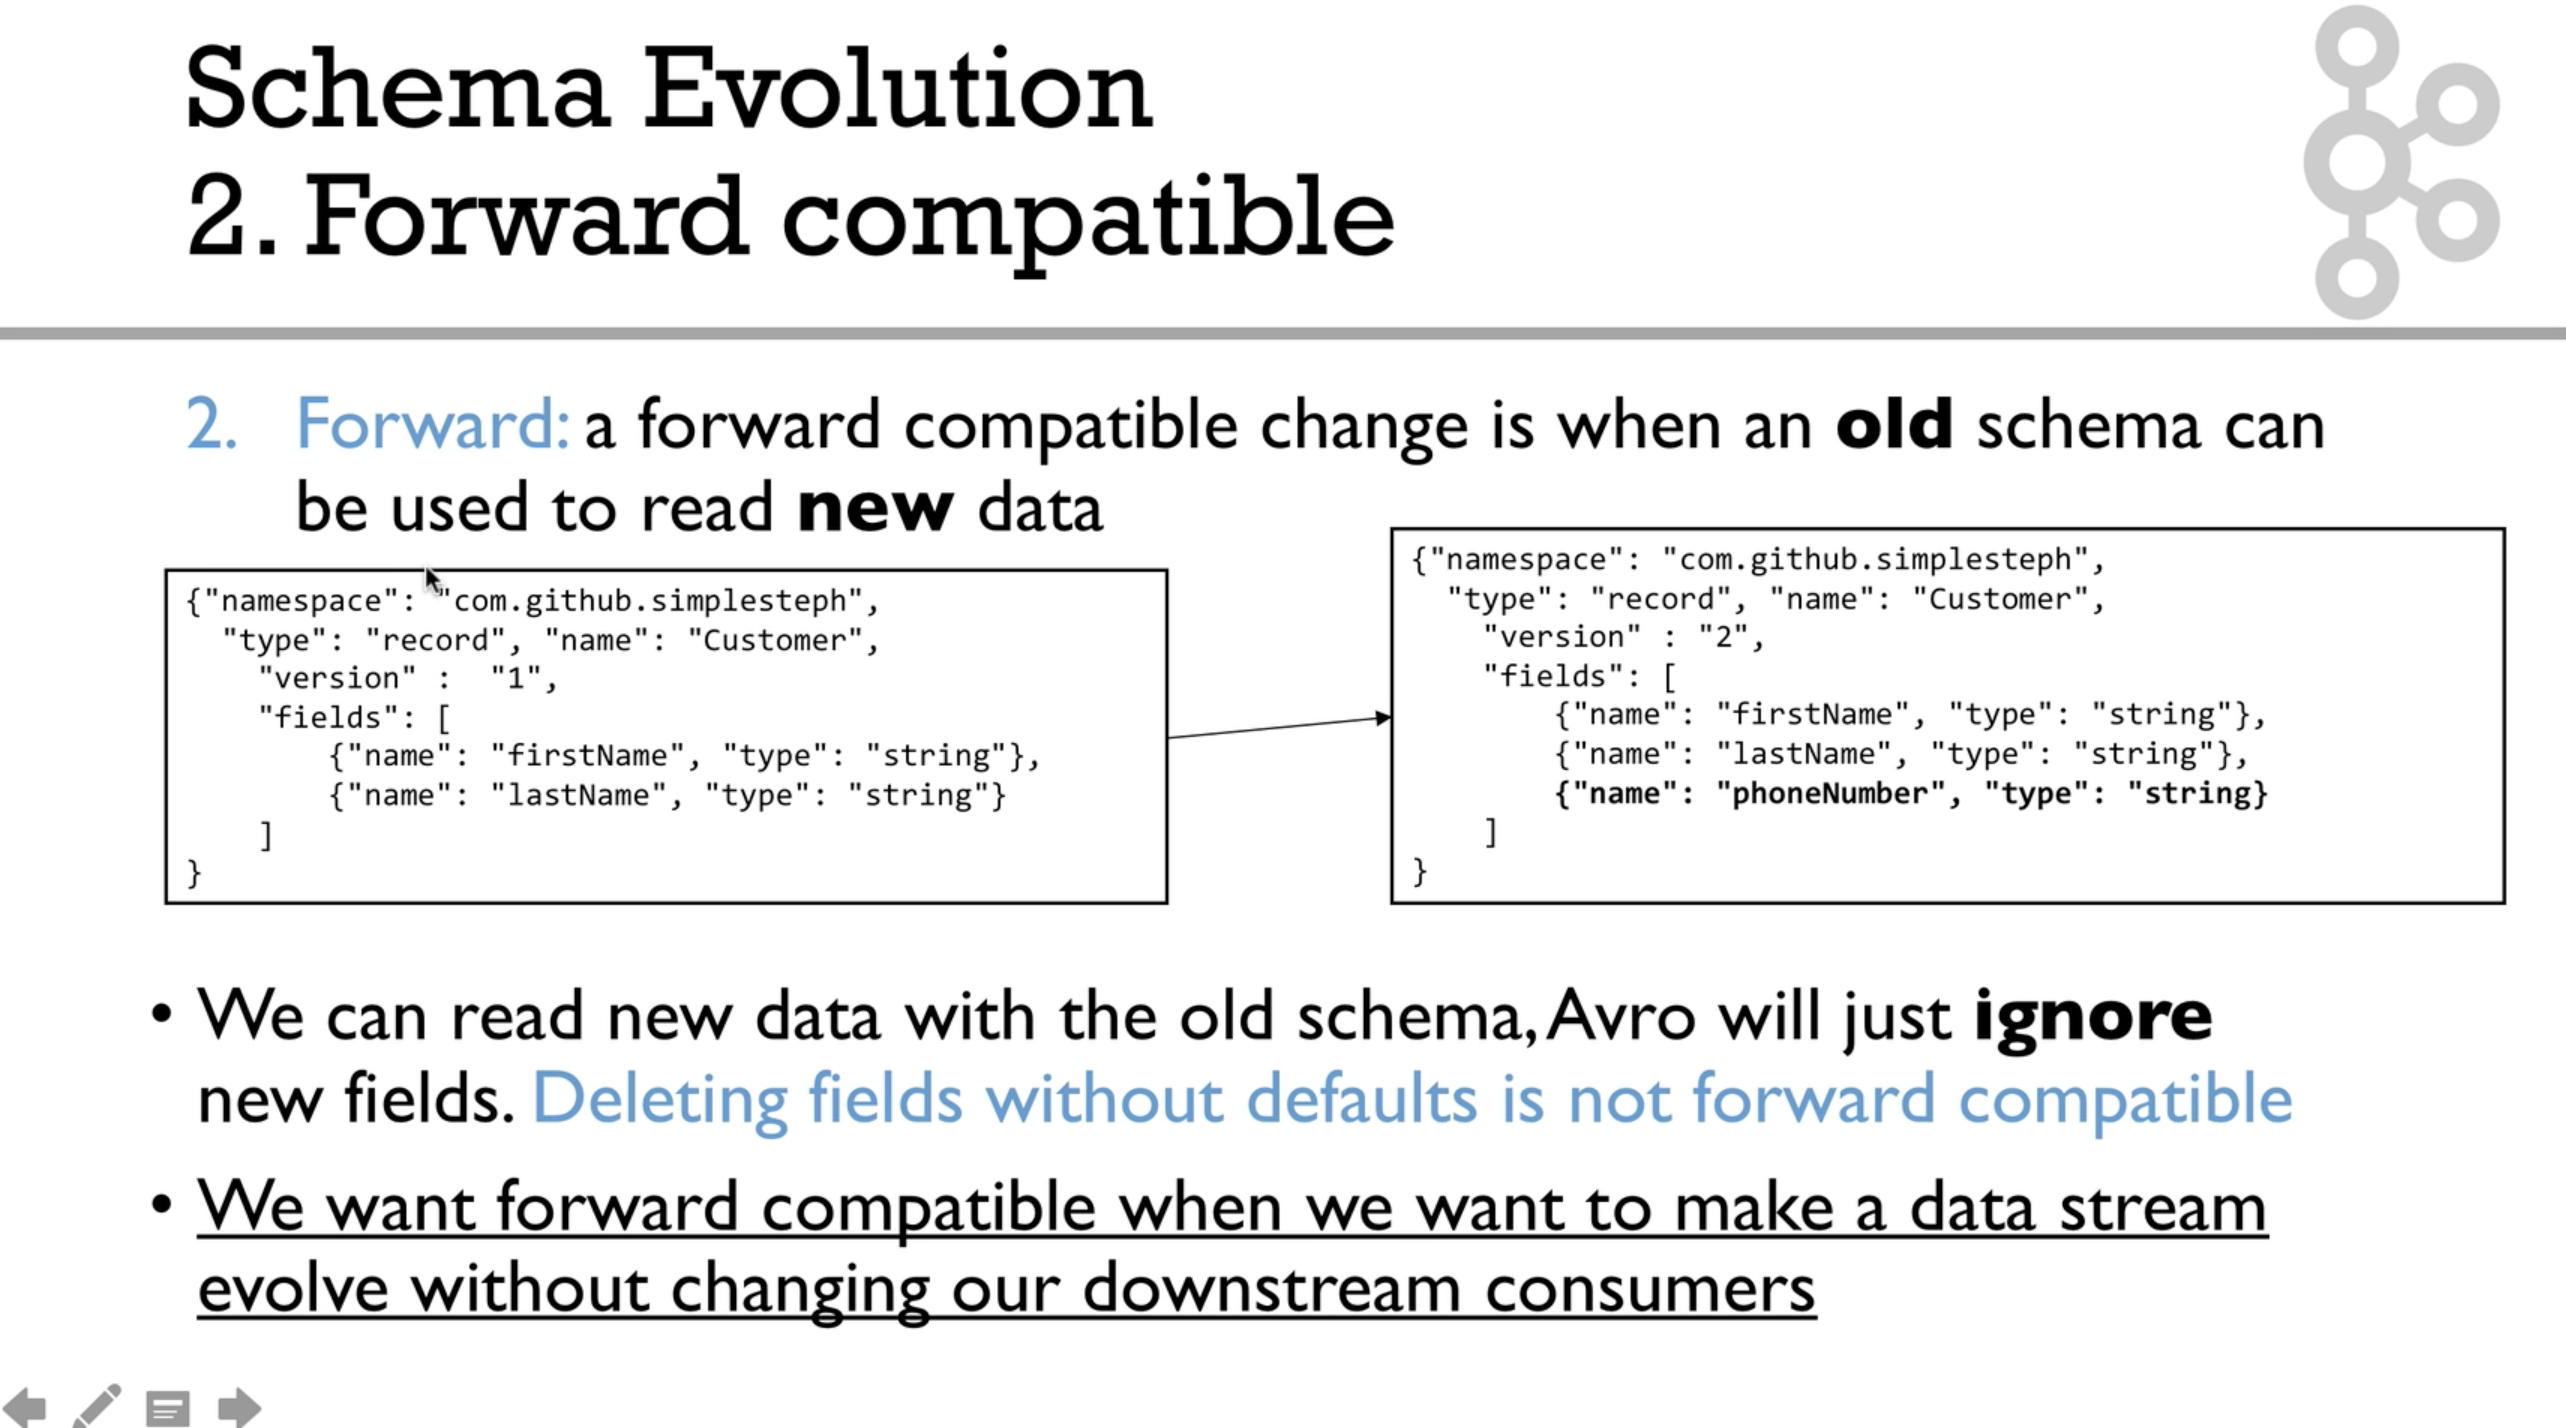 Schema Evolution
2. Forward compatible
2. Forward: a forward compatible change is when an old schema can
be used to read new data
{"namespace": "com.github.simplesteph",
"type": "record", "name": "Customer",
"version" : "1",
"fields": [
{"name": "firstName", "type": "string"},
{"name": "lastName", "type": "string"}
]
}
{"namespace": "com.github.simplesteph",
"type": "record", "name": "Customer",
"version" : "2",
"fields": [
{"name": "firstName", "type": "string"},
{"name": "lastName", "type": "string"},
{"name": "phoneNumber", "type": "string}
]
}
• We can read new data with the old schema, Avro will just ignore
new fields. Deleting fields without defaults is not forward compatible
• We want forward compatible when we want to make a data stream
evolve without changing our downstream consumers